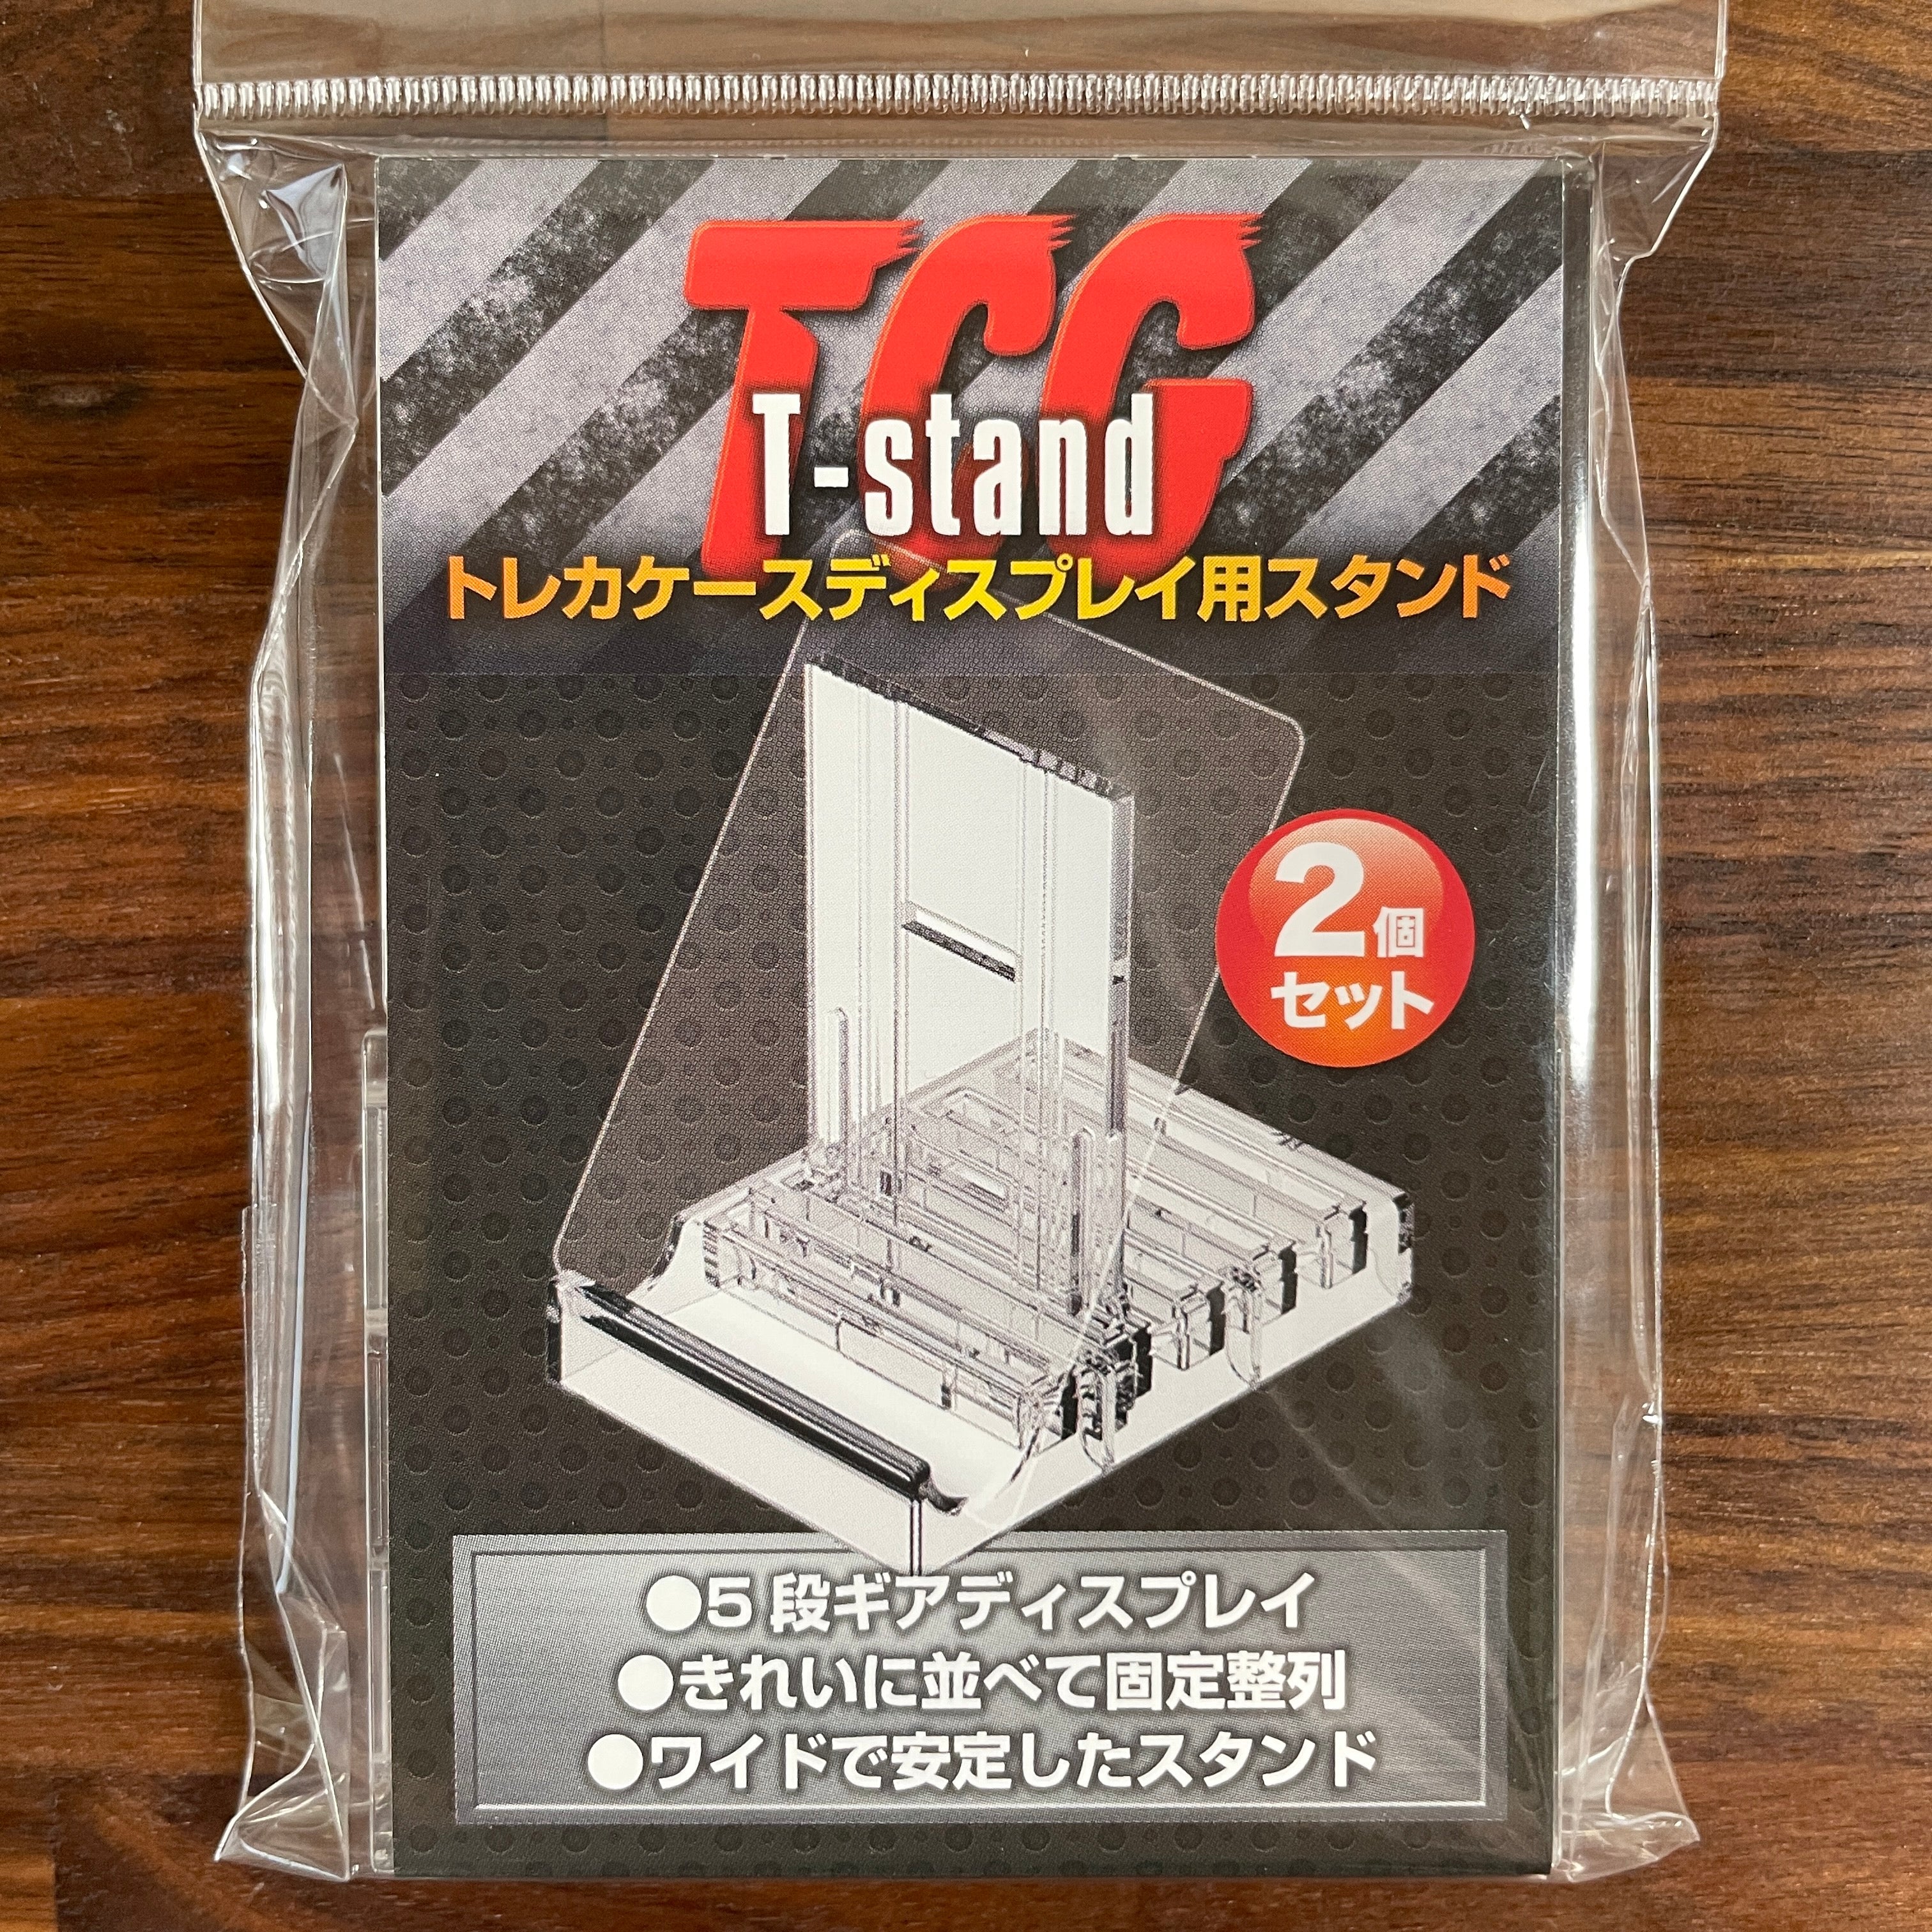 TCG
T-stand
トレカケースディスプレイ用スタンド
2個
セット
●5段ギアディスプレイ
●きれいに並べて固定整列
●ワイドで安定したスタンド